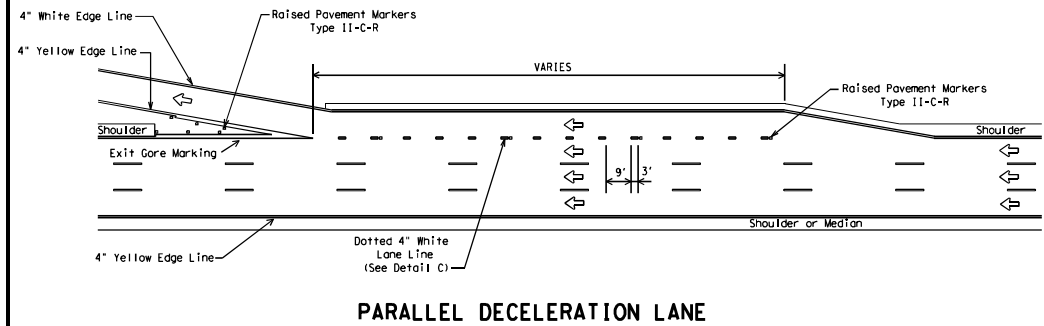 4" White Edge Line
Raised Pavement Markers
Type II-C-R
4" Yellow Edge Line
VARIES
Raised Pavement Markers
Type II-C-R
Shoulder
Shoulder
Exit Gore Marking
9'
3'
Shoulder or Median
Dotted 4" White
Lane Line
(See Detail C)
4" Yellow Edge Line
PARALLEL DECELERATION LANE